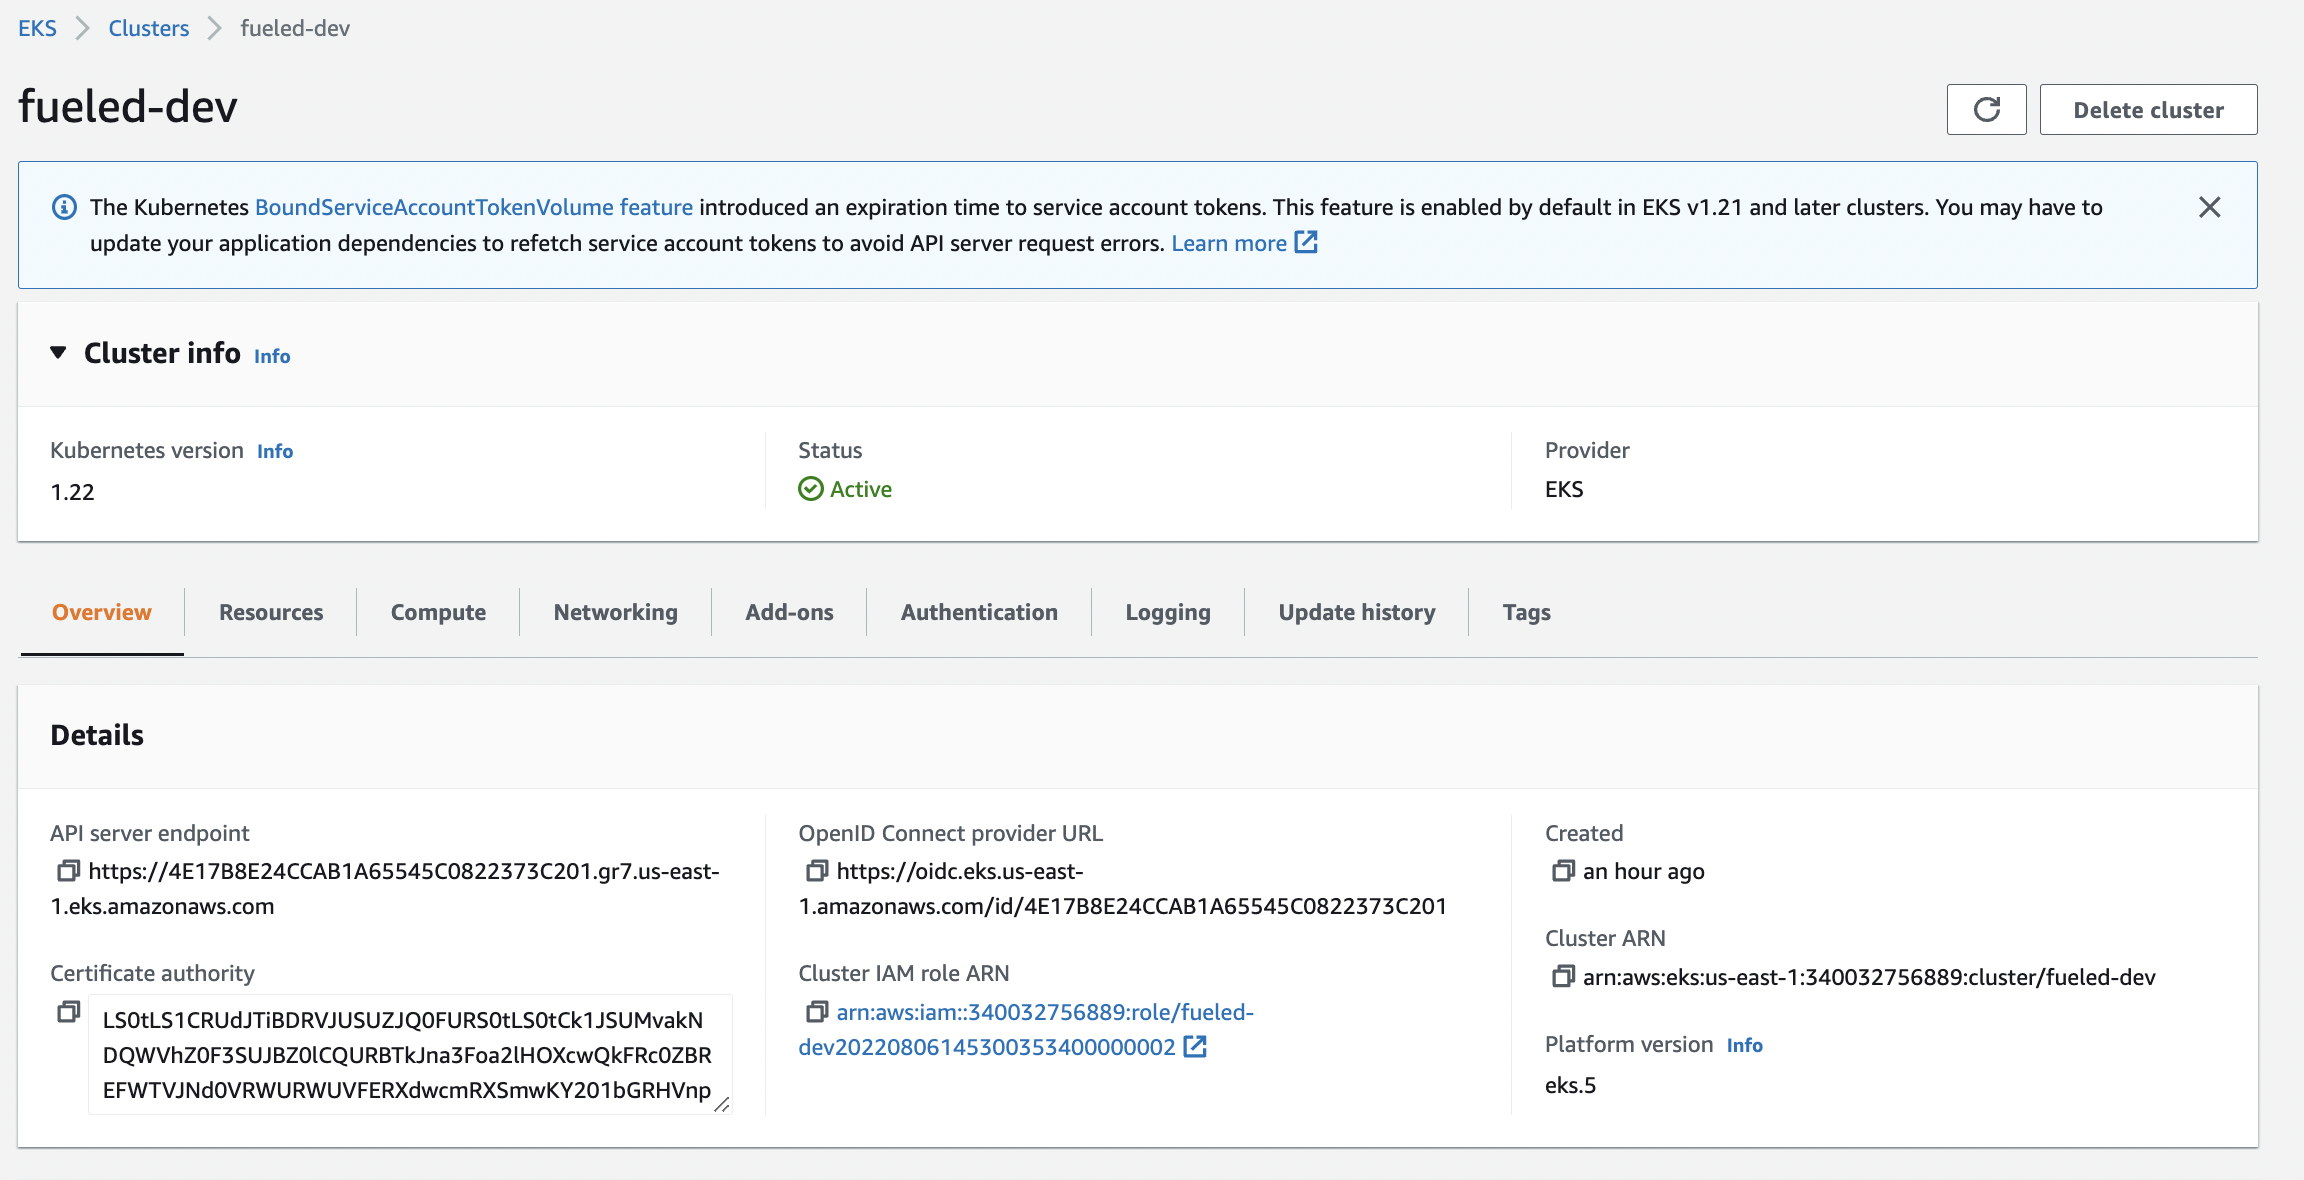 EKS > Clusters > fueled-dev
fueled-dev
Delete cluster
The Kubernetes BoundServiceAccountTokenVolume feature introduced an expiration time to service account tokens. This feature is enabled by default in EKS v1.21 and later clusters. You may have to
update your application dependencies to refetch service account tokens to avoid API server request errors. Learn more
Cluster info Info
Kubernetes version Info
1.22
Status
Active
Provider
EKS
Overview
Resources
Compute
Networking
Add-ons
Authentication
Logging
Update history
Tags
Details
API server endpoint
https://4E17B8E24CCAB1A65545C0822373C201.gr7.us-east-
1.eks.amazonaws.com
Certificate authority
LS0tLS1CRUdJTiBDRVJUSUZJQ0FURS0tLS0tCk1JSUMvakN
DQWVhZ0F3SUJBZ0lCQURBTkJna3Foa2lHOXcwQkFRc0ZBR
EFWTVJNd0VRWURWUVFERXdwcmRXSmwKY201bGRHVnp
OpenID Connect provider URL
https://oidc.eks.us-east-
1.amazonaws.com/id/4E17B8E24CCAB1A65545C0822373C201
Cluster IAM role ARN
arn:aws:iam::340032756889:role/fueled-
dev20220806145300353400000002
Created
an hour ago
Cluster ARN
arn:aws:eks:us-east-1:340032756889:cluster/fueled-dev
Platform version Info
eks.5